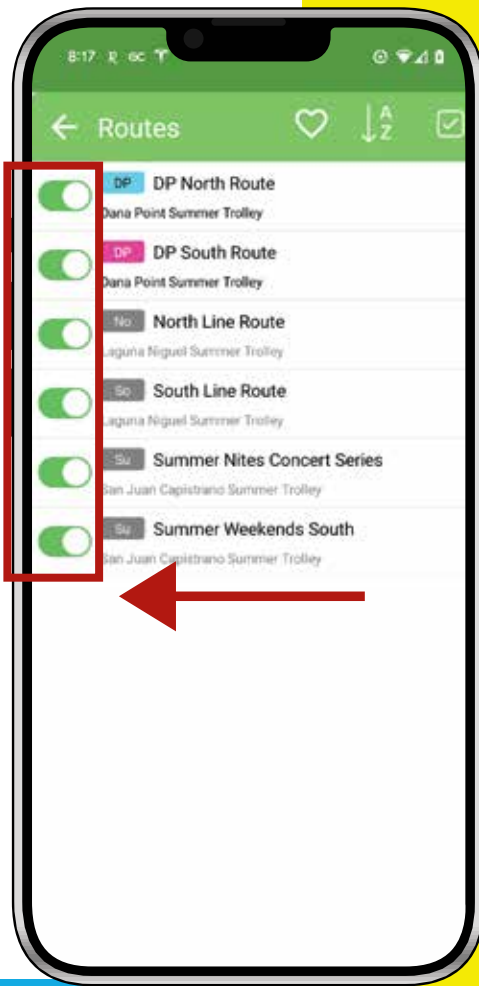 8:17
Routes
A
Z
DP DP North Route
Dana Point Summer Trolley
DP DP South Route
Dana Point Summer Trolley
No North Line Route
Laguna Niguel Summer Trolley
So South Line Route
Laguna Niguel Summer Trolley
Su Summer Nites Concert Series
San Juan Capistrano Summer Trolley
Su Summer Weekends South
San Juan Capistrano Summer Trolley